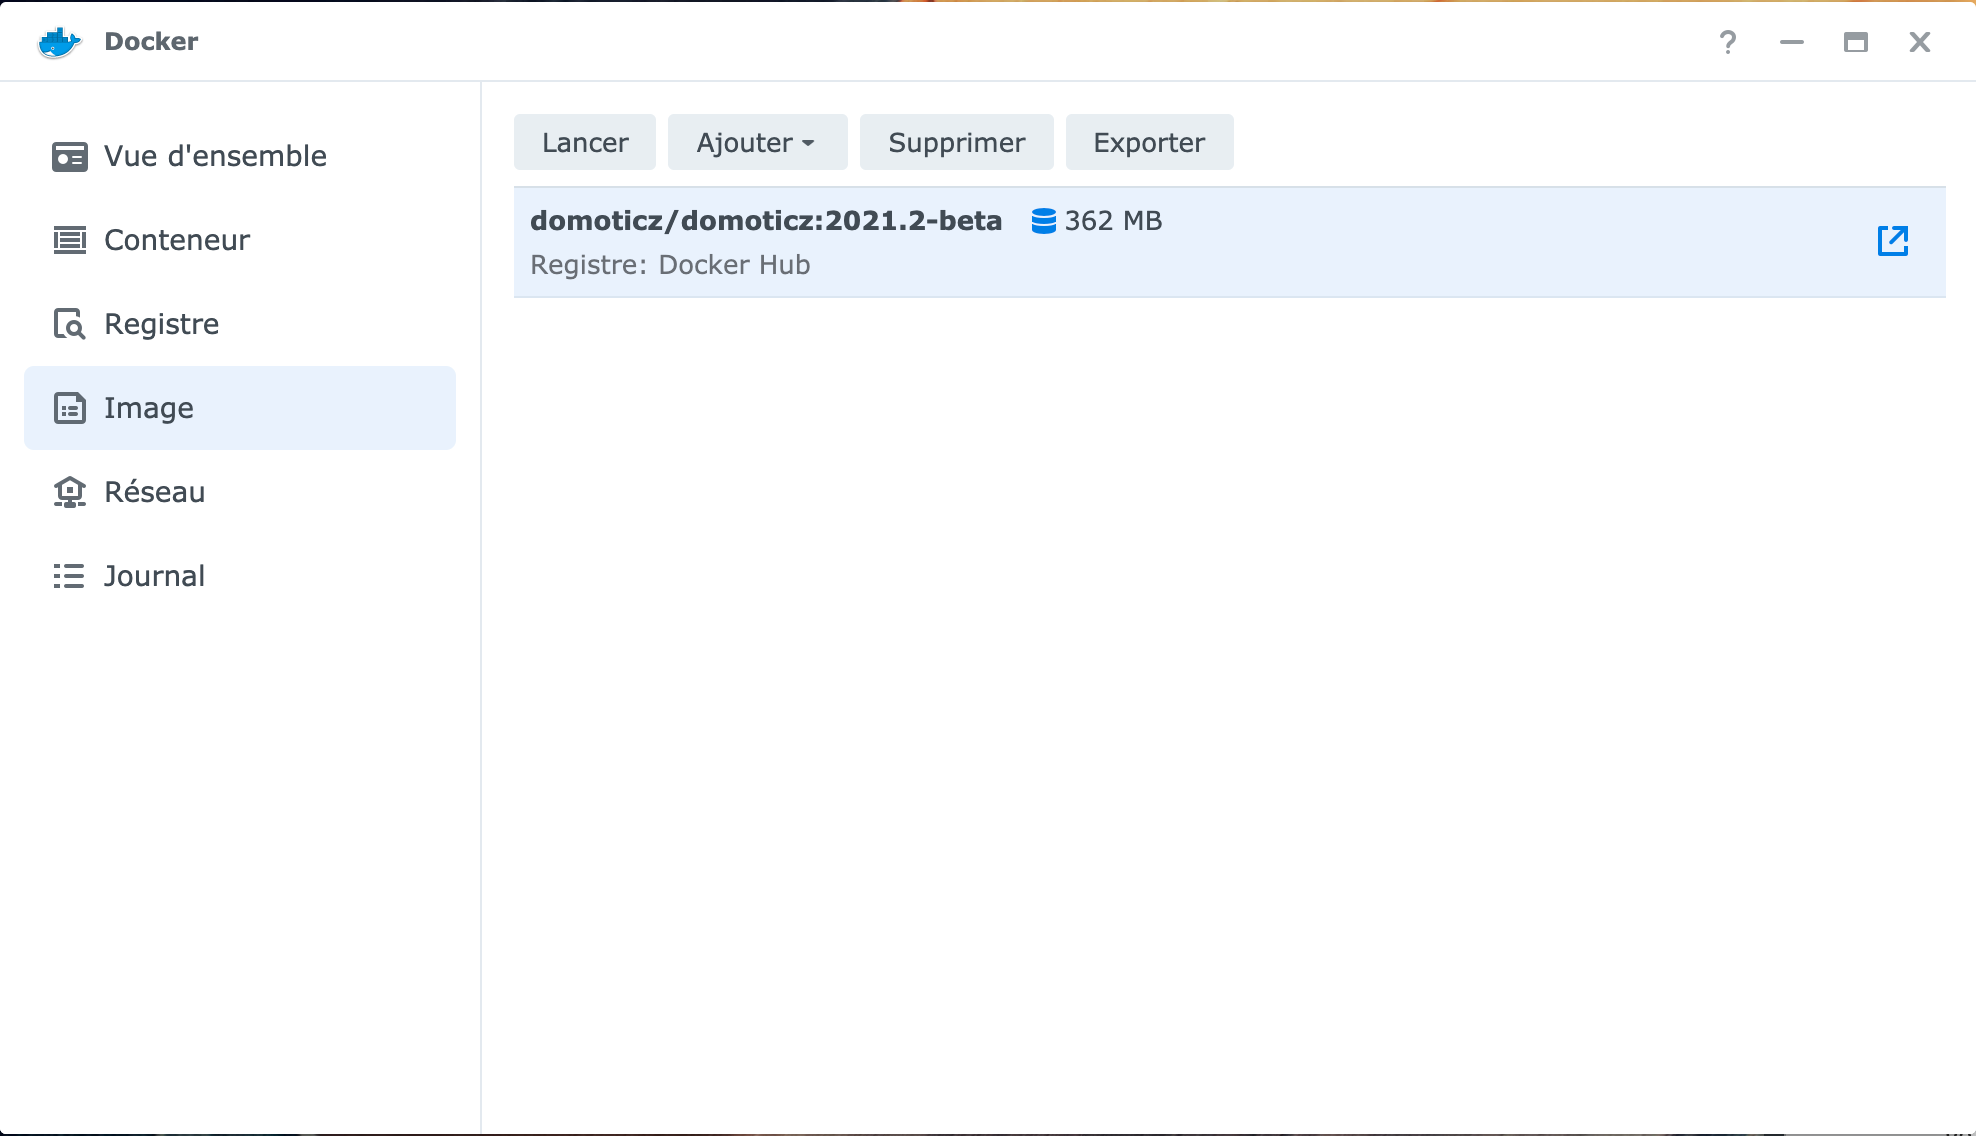 Docker
Vue d'ensemble
Conteneur
Registre
Image
Réseau
Journal
Lancer
Ajouter
Supprimer
Exporter
domoticz/domoticz:2021.2-beta 362 MB
Registre: Docker Hub